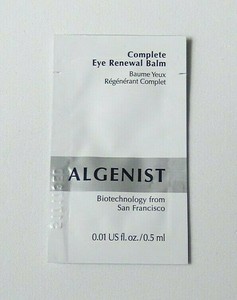 Complete
Eye Renewal Balm
Baume Yeux
Régénérant Complet
ALGENIST
Biotechnology from
San Francisco
0.01 US fl. oz. / 0.5 ml